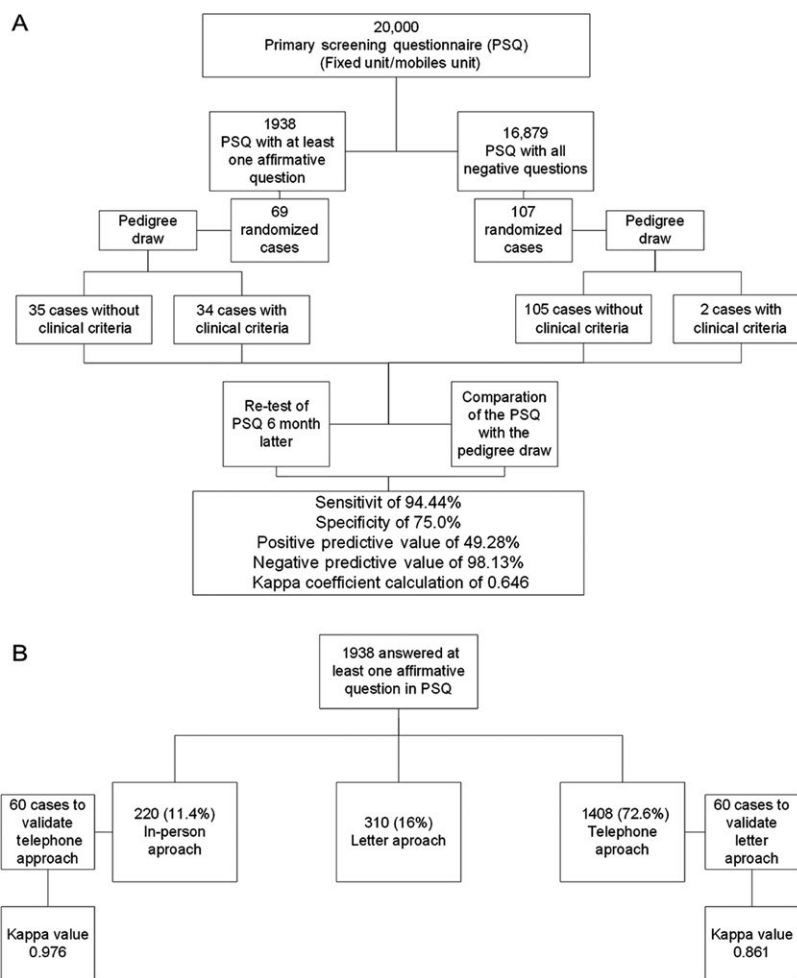 A
20,000
Primary screening questionnaire (PSQ)
(Fixed unit/mobiles unit)
1938
PSQ with at least
one affirmative
question
16,879
PSQ with all
negative questions
Pedigree
draw
69
randomized
cases
107
randomized
cases
Pedigree
draw
35 cases without
clinical criteria
34 cases with
clinical criteria
105 cases without
clinical criteria
2 cases with
clinical criteria
Re-test of
PSQ 6 month
latter
Comparation
of the PSQ
with the
pedigree draw
Sensitivit of 94.44%
Specificity of 75.0%
Positive predictive value of 49.28%
Negative predictive value of 98.13%
Kappa coefficient calculation of 0.646
B
1938 answered at
least one affirmative
question in PSQ
60 cases to
validate
telephone
approach
220 (11.4%)
In-person
aproach
310 (16%)
Letter aproach
1408 (72.6%)
Telephone
aproach
60 cases to
validate
letter
aproach
Kappa value
0.976
Kappa value
0.861